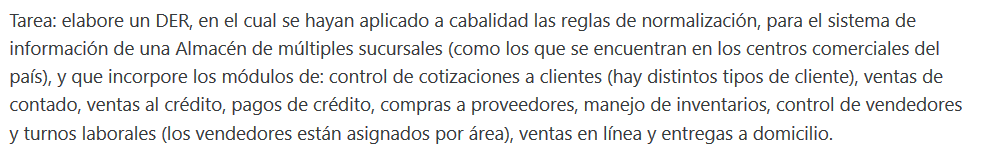 Tarea: elabore un DER, en el cual se hayan aplicado a cabalidad las reglas de normalización, para el sistema de
información de una Almacén de múltiples sucursales (como los que se encuentran en los centros comerciales del
país), y que incorpore los módulos de: control de cotizaciones a clientes (hay distintos tipos de cliente), ventas de
contado, ventas al crédito, pagos de crédito, compras a proveedores, manejo de inventarios, control de vendedores
y turnos laborales (los vendedores están asignados por área), ventas en línea y entregas a domicilio.